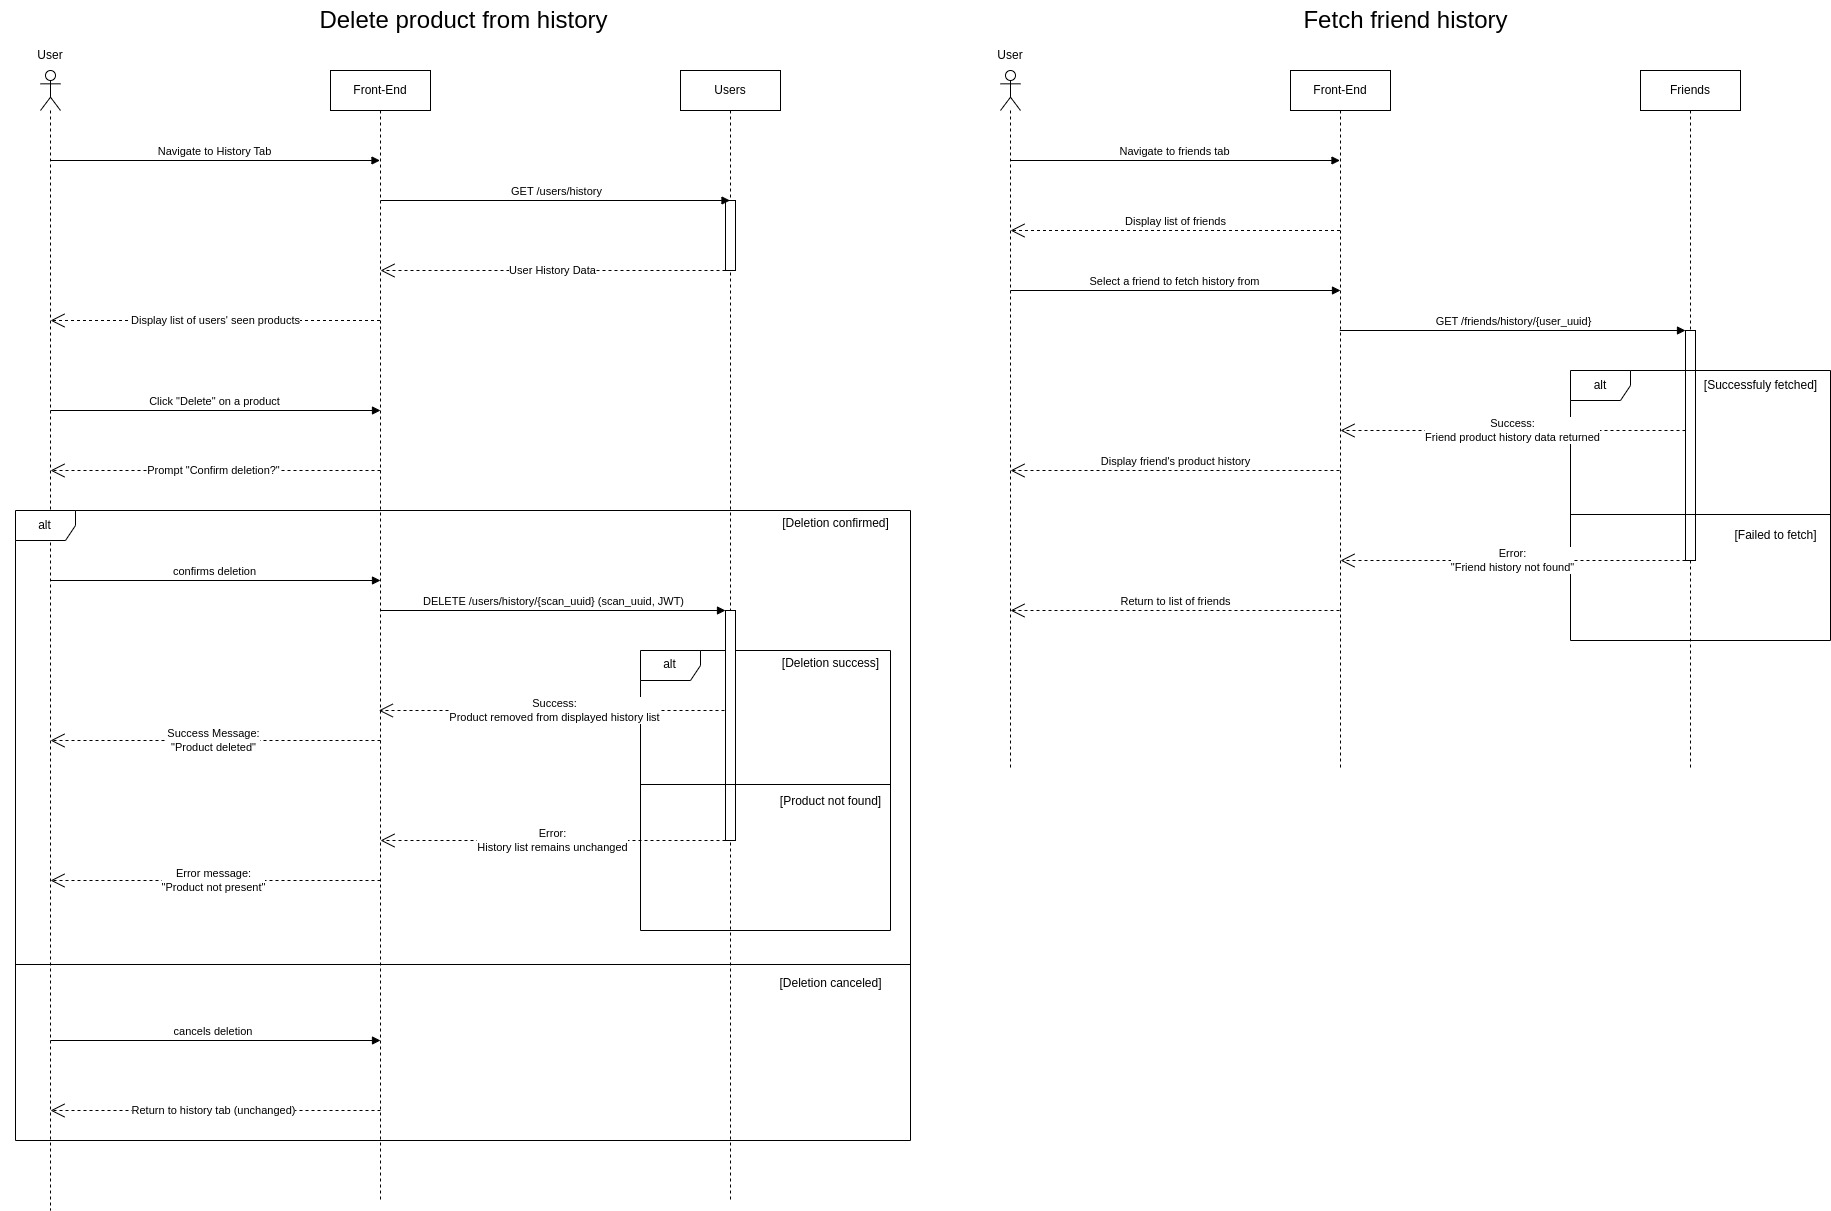 Delete product from history
User
Front-End
Users
Navigate to History Tab
GET /users/history
User History Data
Display list of users' seen products
Click "Delete" on a product
Prompt "Confirm deletion?"
alt
[Deletion confirmed]
confirms deletion
DELETE /users/history/{scan_uuid} (scan_uuid, JWT)
alt
[Deletion success]
Success:
Product removed from displayed history list
Success Message:
"Product deleted"
[Product not found]
Error:
History list remains unchanged
Error message:
"Product not present"
[Deletion canceled]
cancels deletion
Return to history tab (unchanged)
Fetch friend history
User
Front-End
Friends
Navigate to friends tab
Display list of friends
Select a friend to fetch history from
GET /friends/history/{user_uuid}
alt
[Successfuly fetched]
Success:
Friend product history data returned
Display friend's product history
[Failed to fetch]
Error:
"Friend history not found"
Return to list of friends